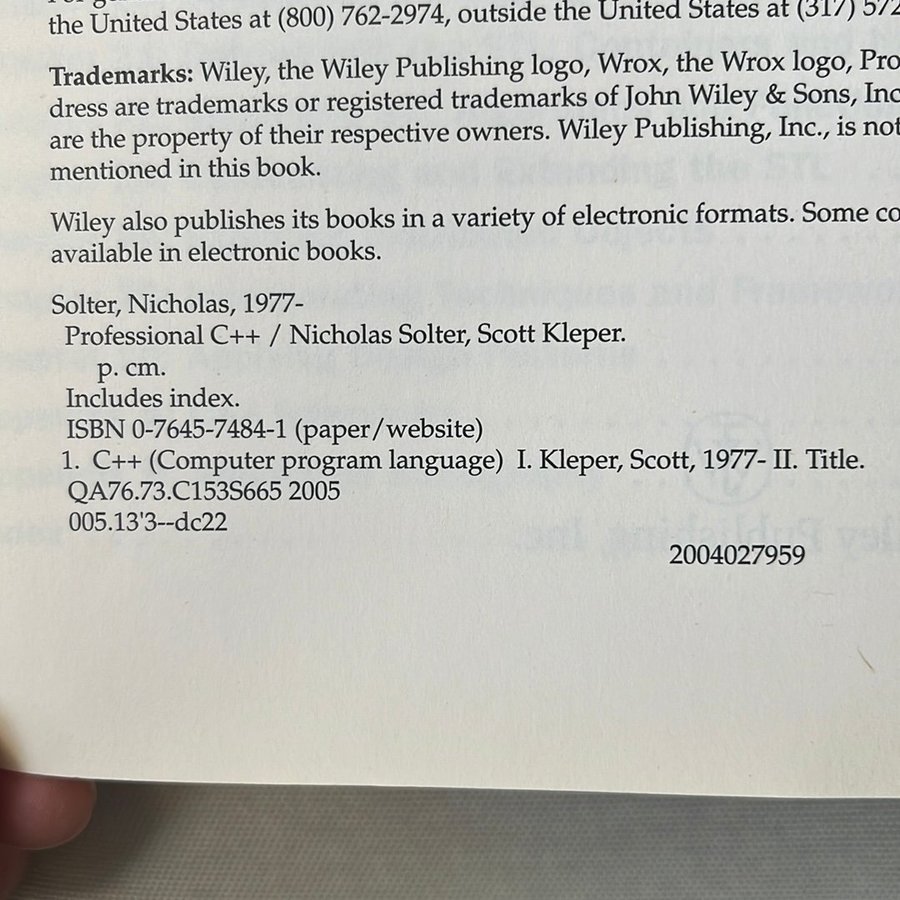 the United States at (800) 762-2974, outside the United States at (317) 572
Trademarks: Wiley, the Wiley Publishing logo, Wrox, the Wrox logo, Pro
dress are trademarks or registered trademarks of John Wiley & Sons, Inc
are the property of their respective owners. Wiley Publishing, Inc., is not
mentioned in this book.
Wiley also publishes its books in a variety of electronic formats. Some co
available in electronic books.
Solter, Nicholas, 1977-
Professional C++ / Nicholas Solter, Scott Kleper.
p. cm.
Includes index.
ISBN 0-7645-7484-1 (paper/website)
1. C++ (Computer program language) I. Kleper, Scott, 1977- II. Title.
QA76.73.C153S665 2005
005.13'3--dc22
2004027959